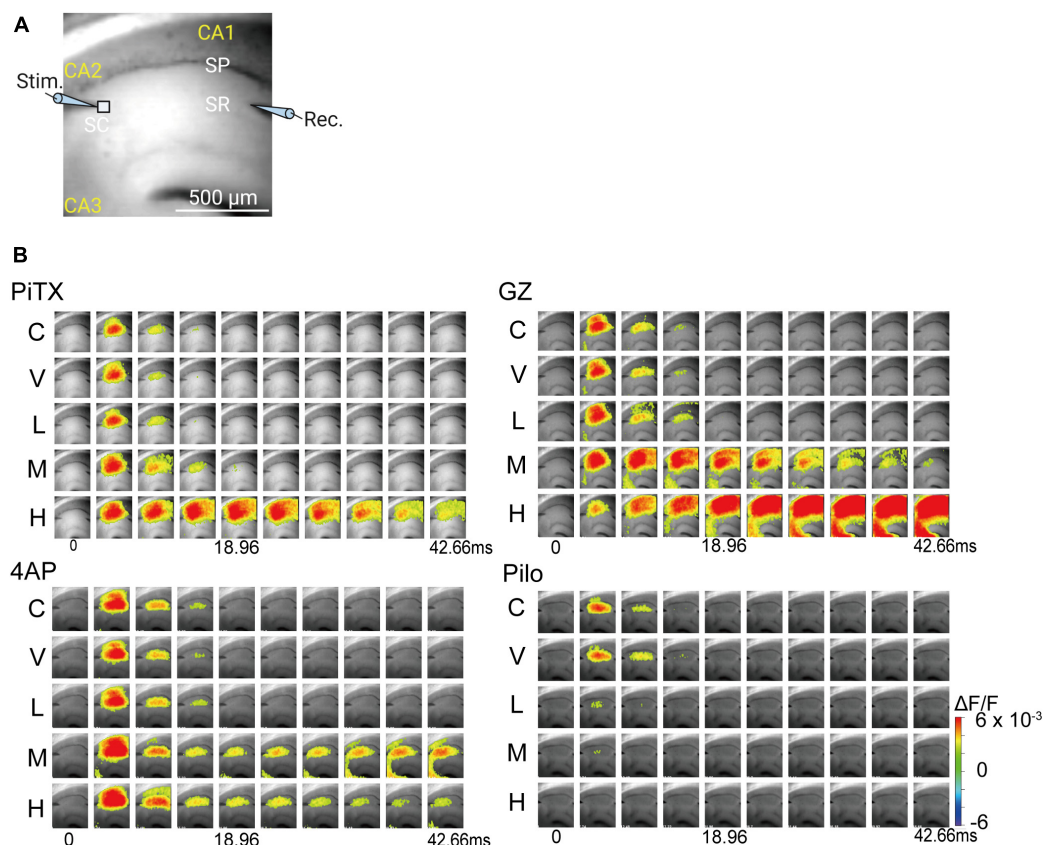 A
CA1
CA2
SP
Stim.
SR
SC
Rec.
500 µm
CA3
B
PiTX
C
V
L
M
H
0 18.96 42.66ms
GZ
C
V
L
M
H
0 18.96 42.66ms
4AP
C
V
L
M
H
0 18.96 42.66ms
Pilo
C
V
L
M
H
0 18.96 42.66ms
ΔF/F
6 x 10⁻³
0
-6